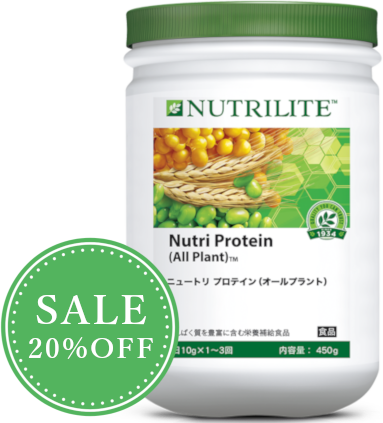 NUTRILITE™
1934
Nutri Protein
(All Plant)™
ニュートリ プロテイン (オールプラント)
SALE
20%OFF
んぱく質を豊富に含む栄養補給食品
食品
日10g×1〜3回
内容量: 450g